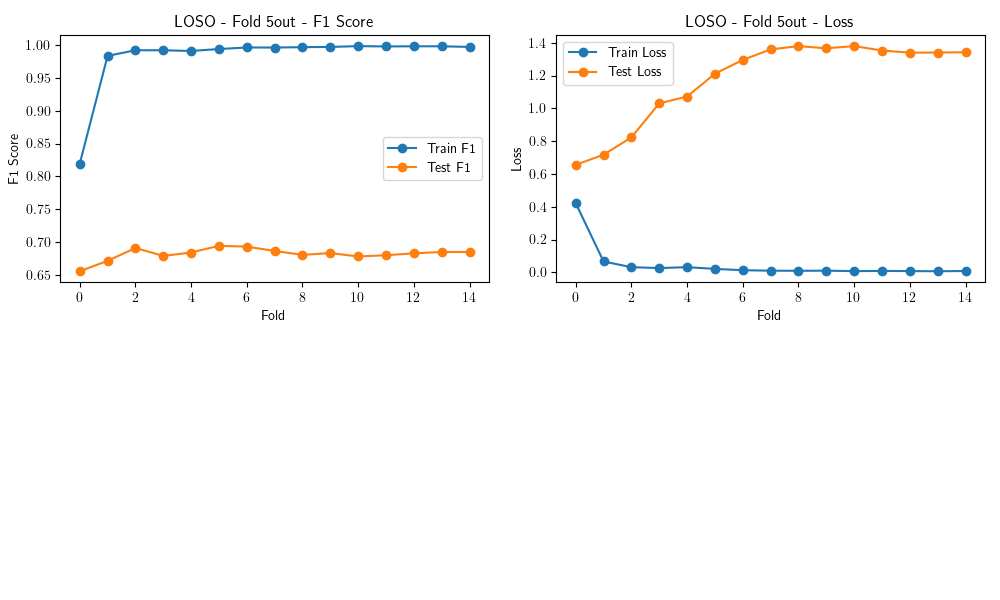 LOSO - Fold 5out - F1 Score
1.00
0.95
0.90
0.85
0.80
0.75
0.70
0.65
F1 Score
Train F1
Test F1
0 2 4 6 8 10 12 14
Fold
LOSO - Fold 5out - Loss
1.4
1.2
1.0
0.8
0.6
0.4
0.2
0.0
Loss
Train Loss
Test Loss
0 2 4 6 8 10 12 14
Fold